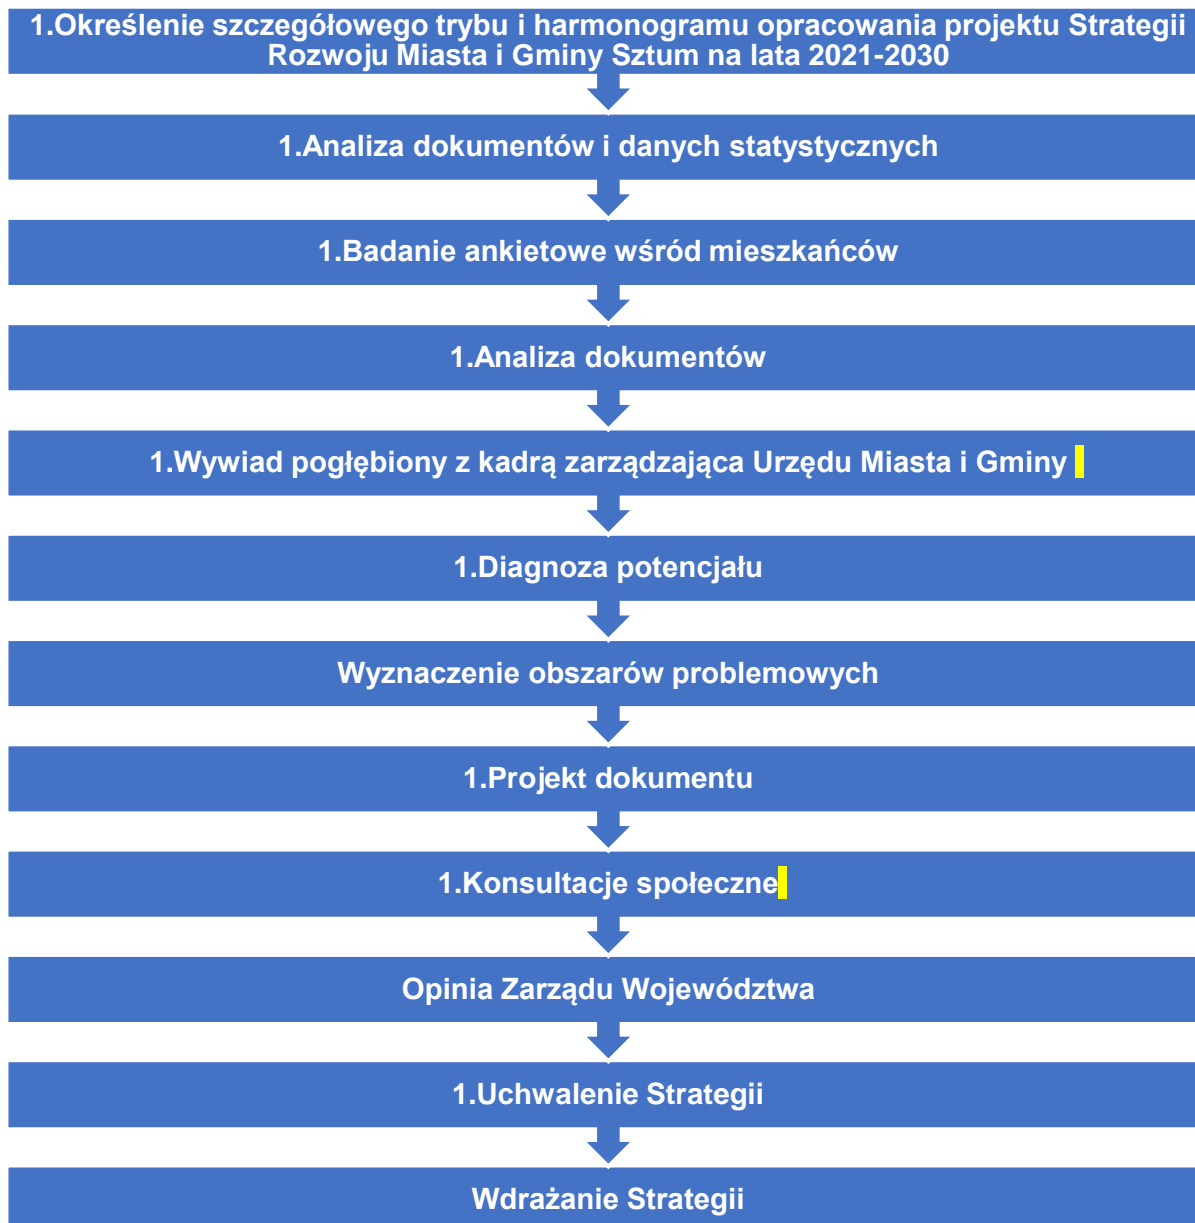 1.Określenie szczegółowego trybu i harmonogramu opracowania projektu Strategii
Rozwoju Miasta i Gminy Sztum na lata 2021-2030
1.Analiza dokumentów i danych statystycznych
1.Badanie ankietowe wśród mieszkańców
1.Analiza dokumentów
1.Wywiad pogłębiony z kadrą zarządzająca Urzędu Miasta i Gminy
1.Diagnoza potencjału
Wyznaczenie obszarów problemowych
1.Projekt dokumentu
1.Konsultacje społeczne
Opinia Zarządu Województwa
1.Uchwalenie Strategii
Wdrażanie Strategii